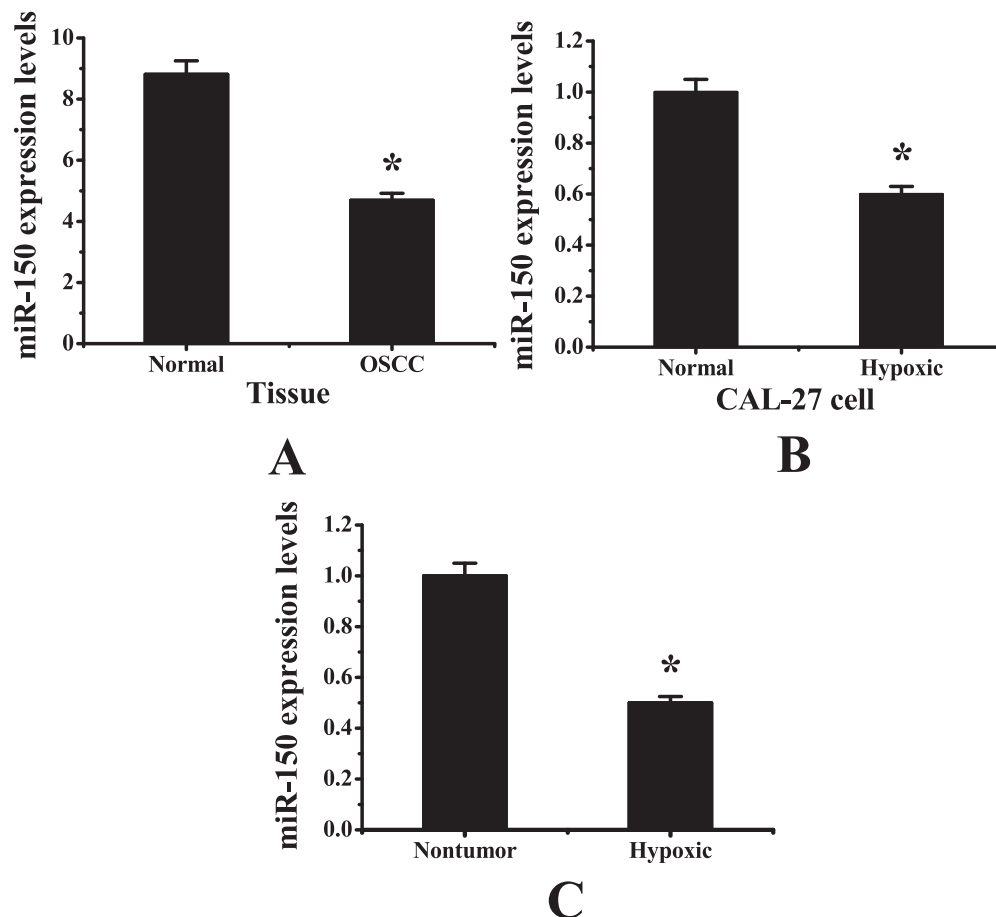 miR-150 expression levels
10
8
6
4
2
0
*
Normal OSCC
Tissue
A
miR-150 expression levels
1.2
1.0
0.8
0.6
0.4
0.2
0.0
*
Normal Hypoxic
CAL-27 cell
B
miR-150 expression levels
1.2
1.0
0.8
0.6
0.4
0.2
0.0
*
Nontumor Hypoxic
C